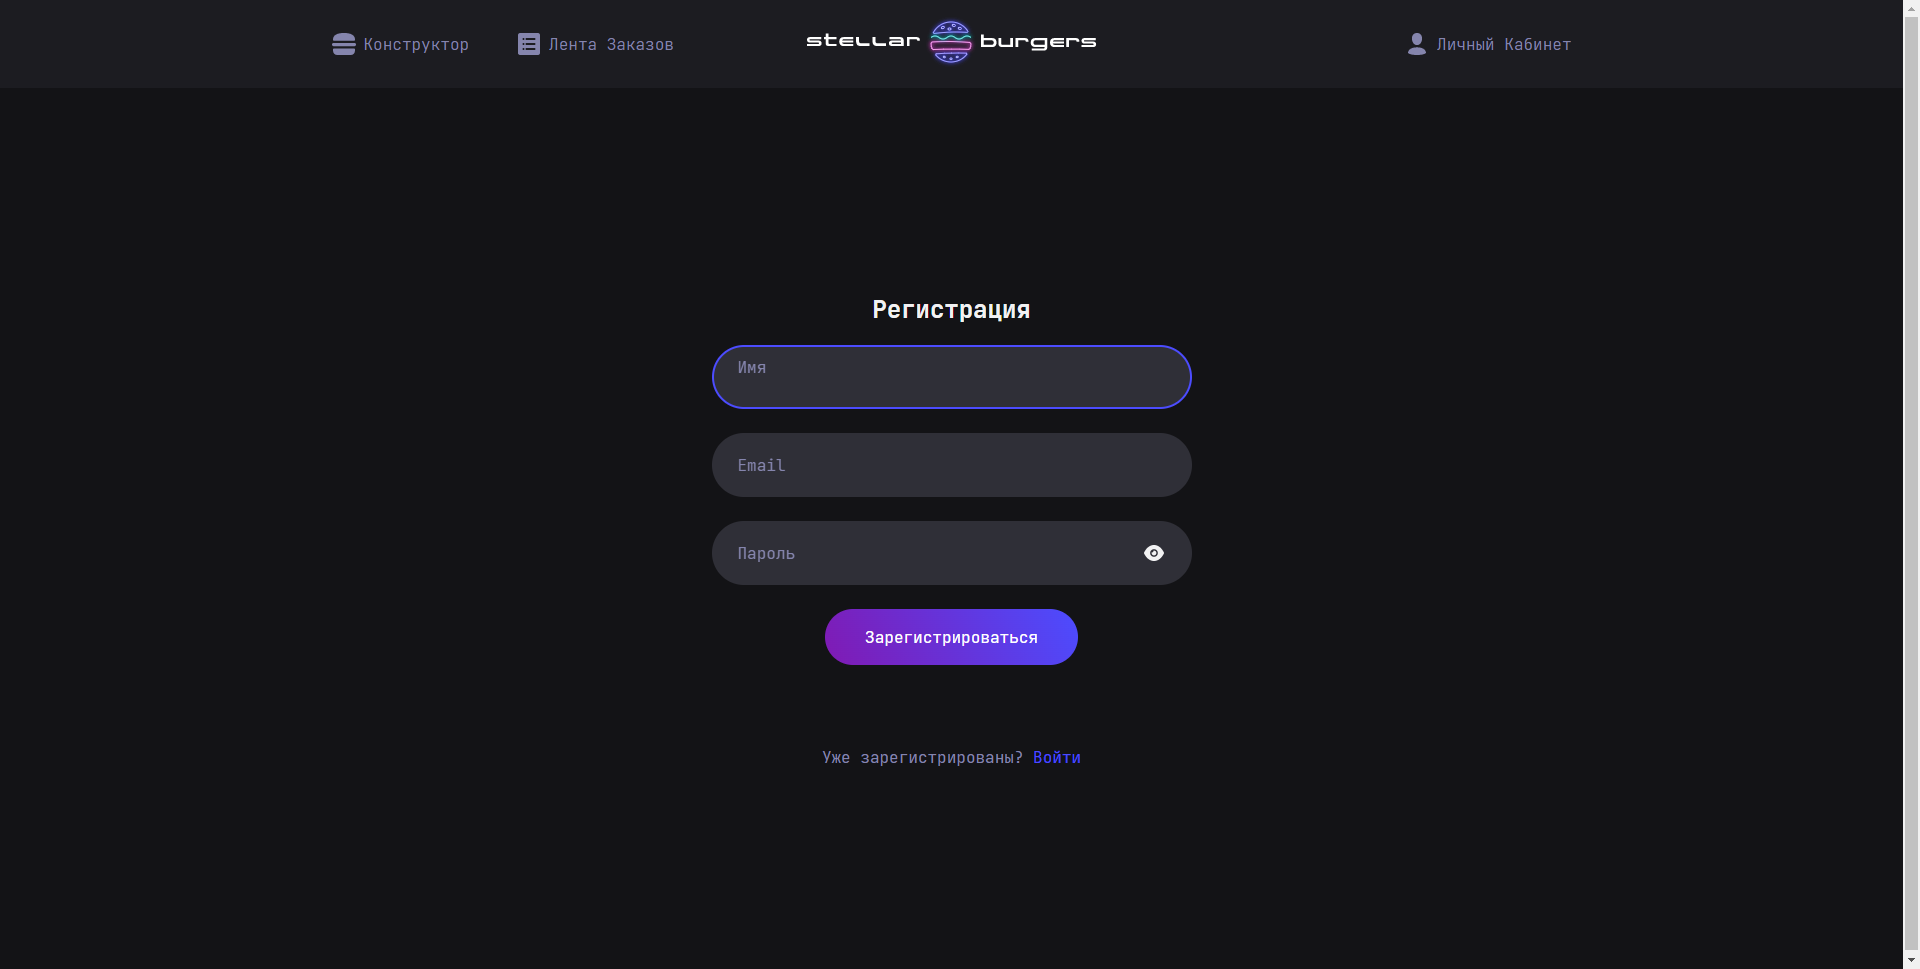 Конструктор
Лента Заказов
stellar burgers
Личный Кабинет
Регистрация
Имя
Email
Пароль
Зарегистрироваться
Уже зарегистрированы? Войти